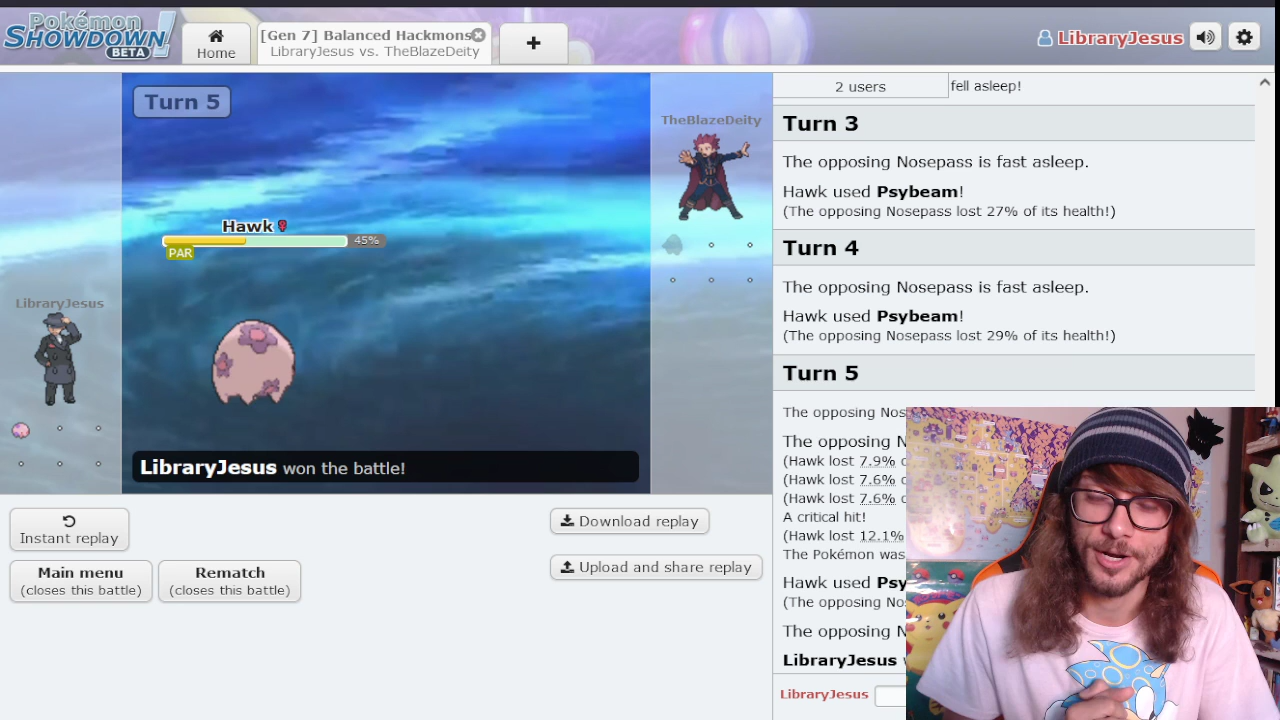 Pokémon
SHOWDOWN!
BETA
Home
[Gen 7] Balanced Hackmons
LibraryJesus vs. TheBlazeDeity
+
LibraryJesus
Turn 5
TheBlazeDeity
Hawk
45%
PAR
LibraryJesus
LibraryJesus won the battle!
Instant replay
Download replay
Upload and share replay
Main menu
(closes this battle)
Rematch
(closes this battle)
2 users
fell asleep!
Turn 3
The opposing Nosepass is fast asleep.
Hawk used Psybeam!
(The opposing Nosepass lost 27% of its health!)
Turn 4
The opposing Nosepass is fast asleep.
Hawk used Psybeam!
(The opposing Nosepass lost 29% of its health!)
Turn 5
The opposing Nos
The opposing N
(Hawk lost 7.9%
(Hawk lost 7.6%
(Hawk lost 7.6%
A critical hit!
(Hawk lost 12.1%
The Pokémon was
Hawk used Psy
(The opposing Nos
The opposing N
LibraryJesus
LibraryJesus